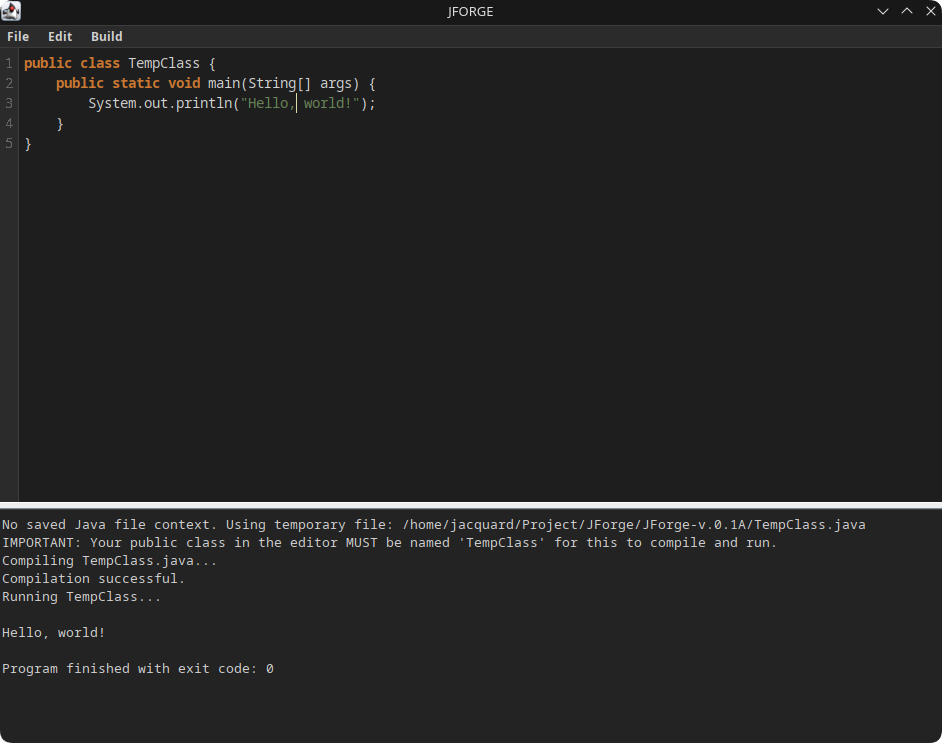 JFORGE
File Edit Build
1 public class TempClass {
2     public static void main(String[] args) {
3         System.out.println("Hello, world!");
4     }
5 }
No saved Java file context. Using temporary file: /home/jacquard/Project/JForge/JForge-v.0.1A/TempClass.java
IMPORTANT: Your public class in the editor MUST be named 'TempClass' for this to compile and run.
Compiling TempClass.java...
Compilation successful.
Running TempClass...
Hello, world!
Program finished with exit code: 0